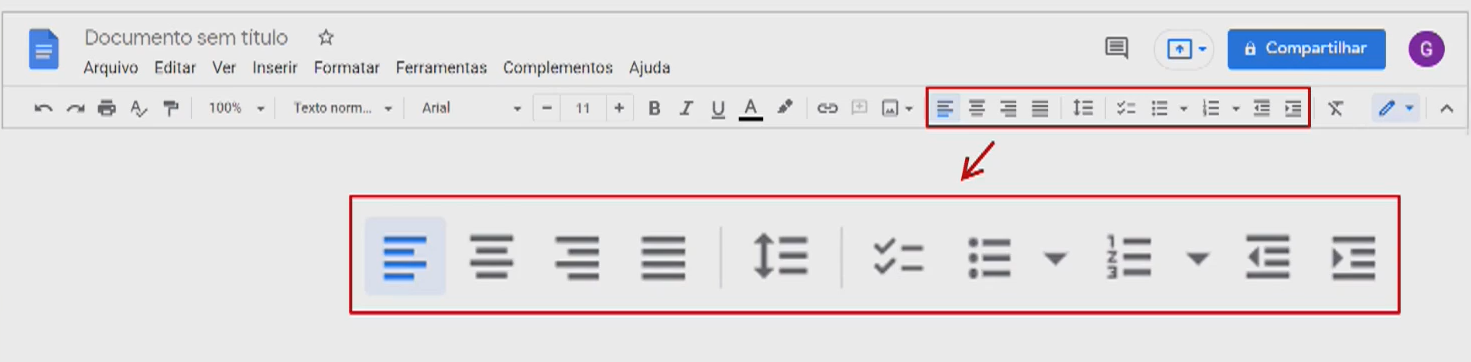 Documento sem título
Compartilhar
G
Arquivo Editar Ver Inserir Formatar Ferramentas Complementos Ajuda
100% Texto norm... Arial − 11 + B I U A
1
2
3